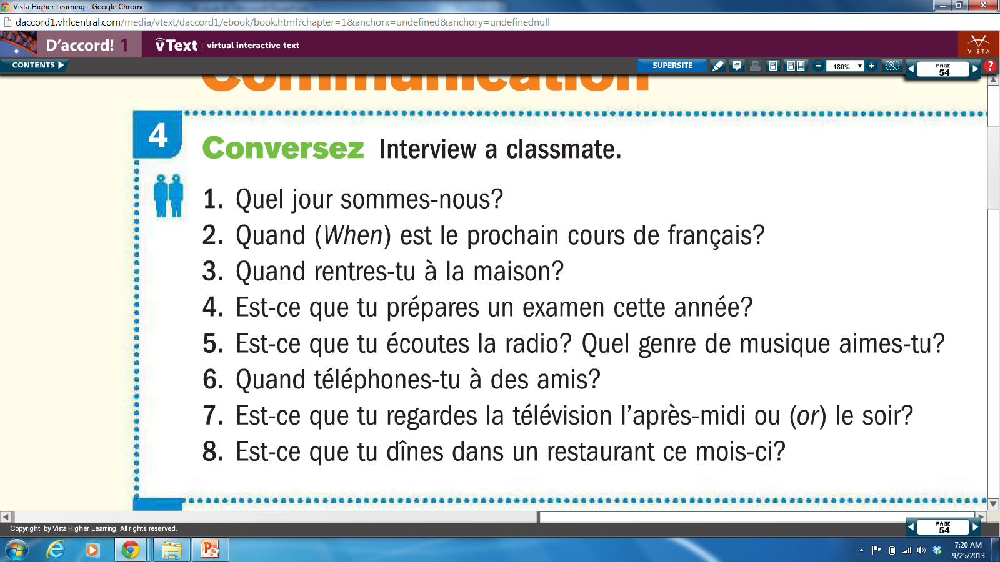 Vista Higher Learning - Google Chrome
daccord1.vhlcentral.com/media/vtext/daccord1/ebook/book.html?chapter=1&anchorx=undefined&anchory=undefinednull
D'accord! 1 vText virtual interactive text VISTA
CONTENTS SUPERSITE 180% PAGE 54 ?
Communication
4 Conversez Interview a classmate.
1. Quel jour sommes-nous?
2. Quand (When) est le prochain cours de français?
3. Quand rentres-tu à la maison?
4. Est-ce que tu prépares un examen cette année?
5. Est-ce que tu écoutes la radio? Quel genre de musique aimes-tu?
6. Quand téléphones-tu à des amis?
7. Est-ce que tu regardes la télévision l'après-midi ou (or) le soir?
8. Est-ce que tu dînes dans un restaurant ce mois-ci?
Copyright by Vista Higher Learning. All rights reserved. PAGE 54
7:20 AM
9/25/2013